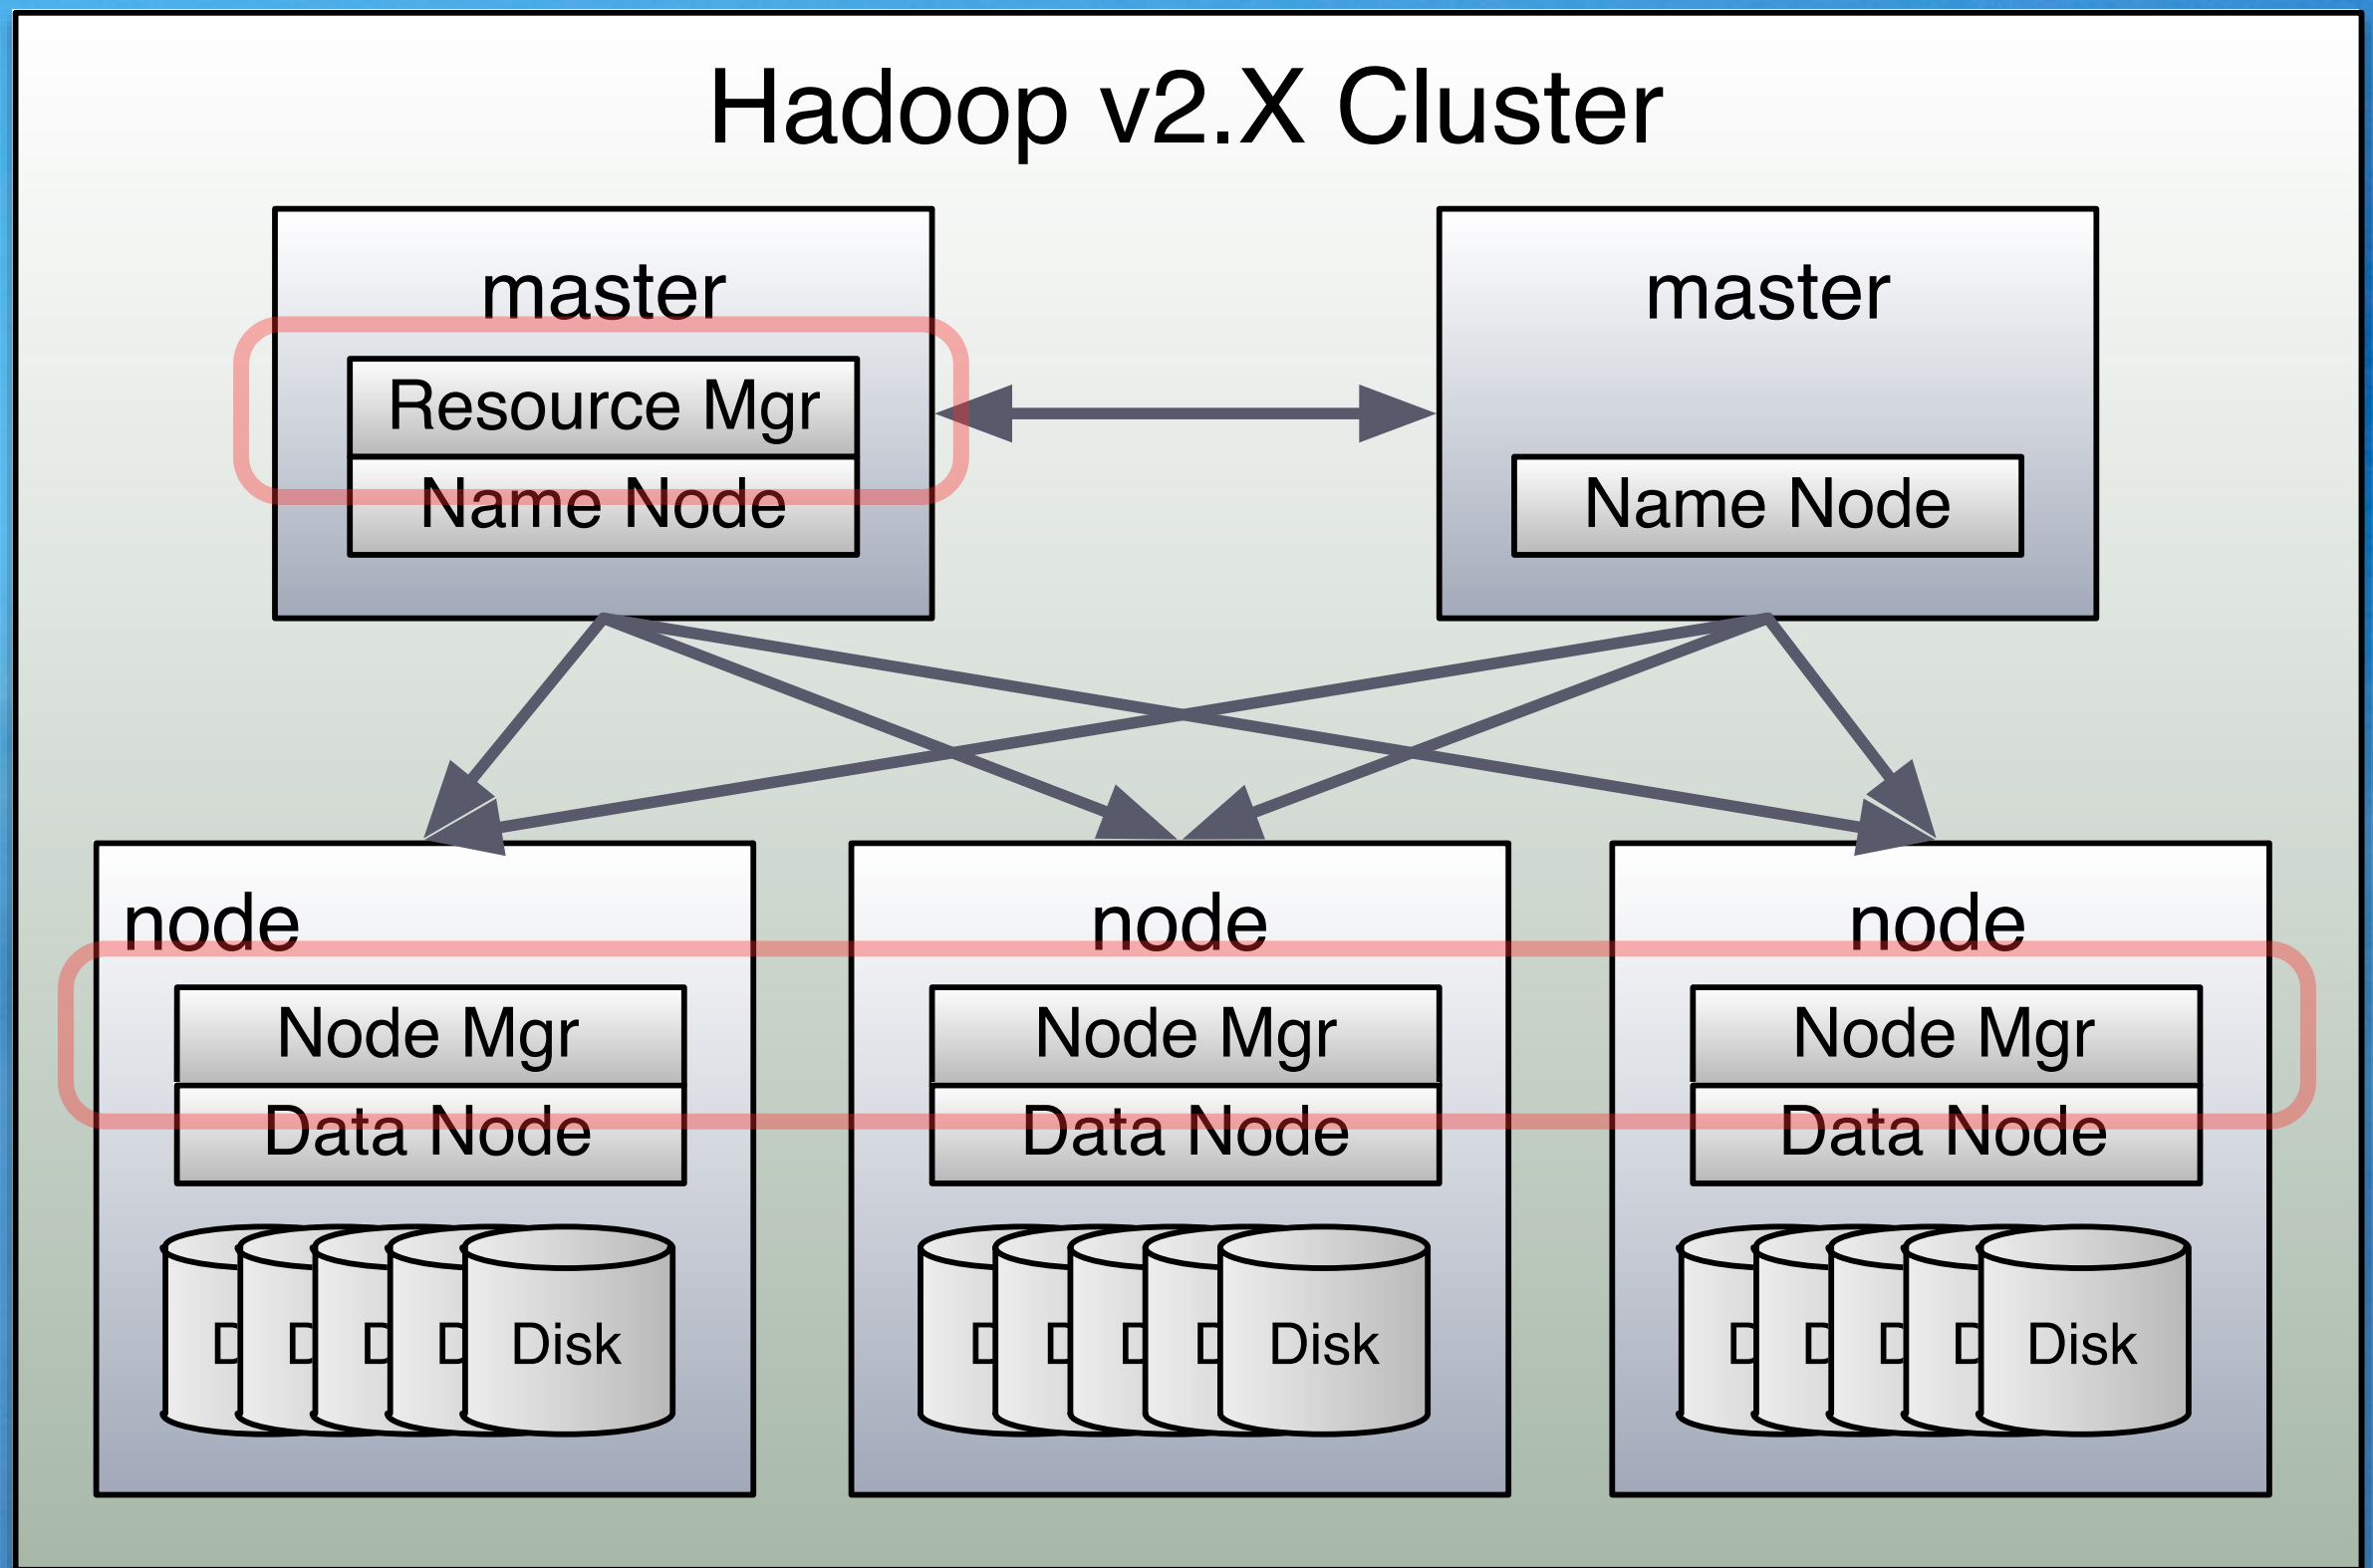 Hadoop v2.X Cluster
master
master
Resource Mgr
Name Node
Name Node
node
node
node
Node Mgr
Node Mgr
Node Mgr
Data Node
Data Node
Data Node
D D D D Disk
D D D D Disk
D D D D Disk